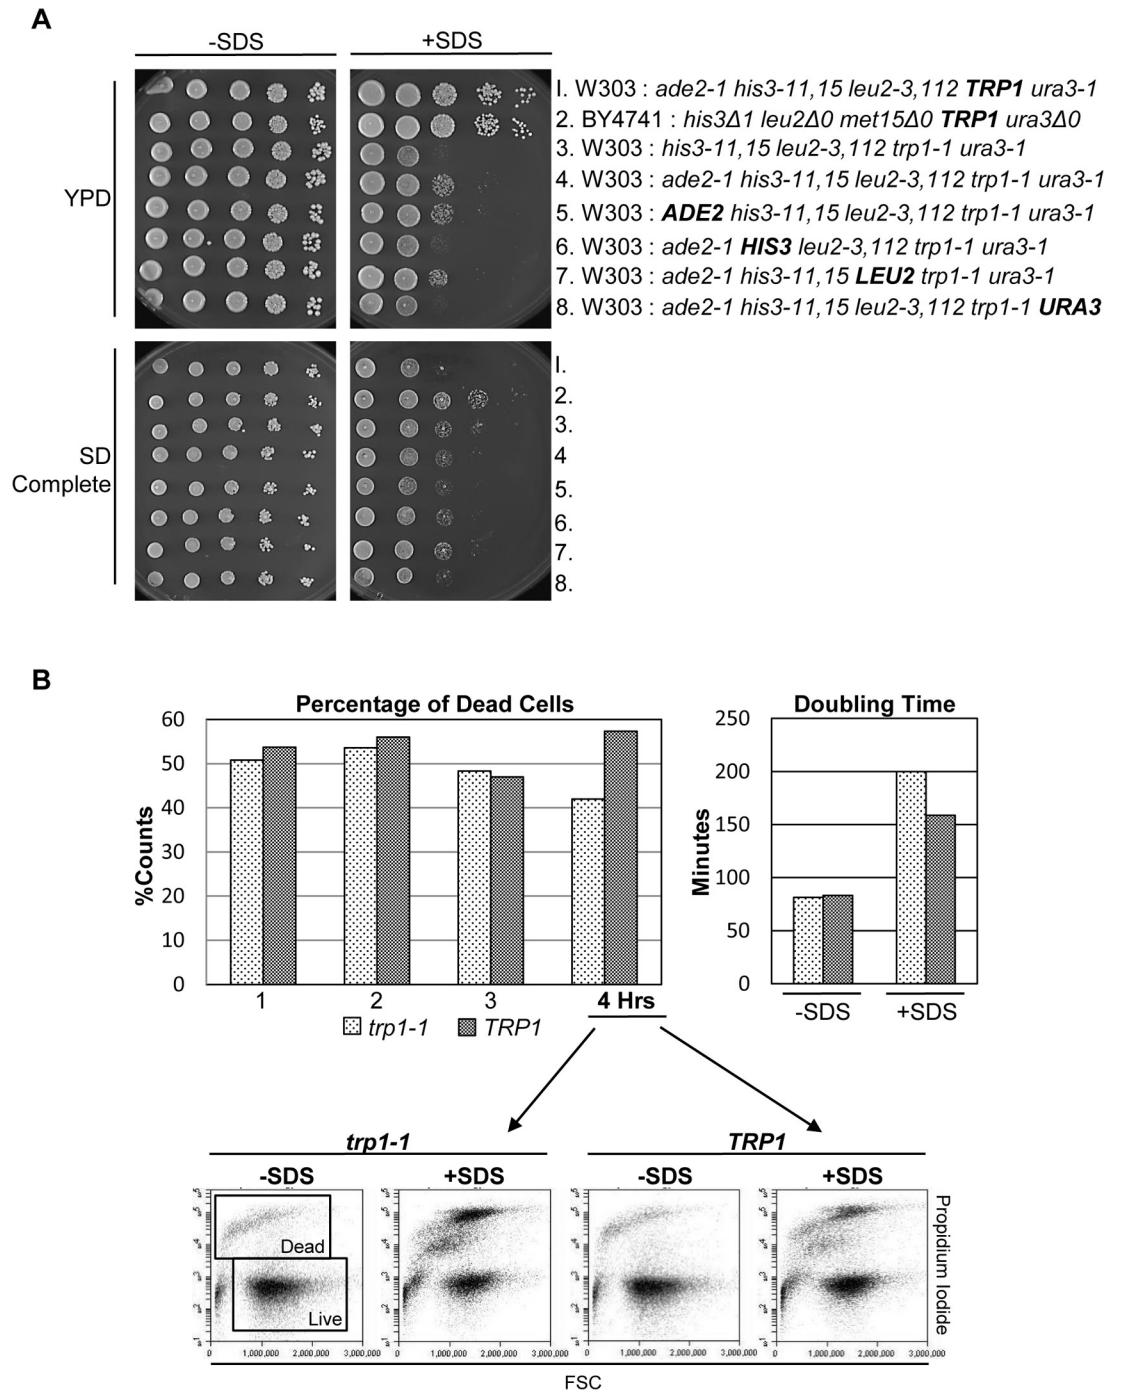 A
-SDS
+SDS
YPD
I. W303 : ade2-1 his3-11,15 leu2-3,112 TRP1 ura3-1
2. BY4741 : his3Δ1 leu2Δ0 met15Δ0 TRP1 ura3Δ0
3. W303 : his3-11,15 leu2-3,112 trp1-1 ura3-1
4. W303 : ade2-1 his3-11,15 leu2-3,112 trp1-1 ura3-1
5. W303 : ADE2 his3-11,15 leu2-3,112 trp1-1 ura3-1
6. W303 : ade2-1 HIS3 leu2-3,112 trp1-1 ura3-1
7. W303 : ade2-1 his3-11,15 LEU2 trp1-1 ura3-1
8. W303 : ade2-1 his3-11,15 leu2-3,112 trp1-1 URA3
SD
Complete
I.
2.
3.
4
5.
6.
7.
8.
B
Percentage of Dead Cells
%Counts
60
50
40
30
20
10
0
1
2
3
4 Hrs
trp1-1
TRP1
Doubling Time
Minutes
250
200
150
100
50
0
-SDS
+SDS
trp1-1
TRP1
-SDS
+SDS
-SDS
+SDS
Dead
Live
0 1,000,000 2,000,000 3,000,000
0 1,000,000 2,000,000 3,000,000
0 1,000,000 2,000,000 3,000,000
0 1,000,000 2,000,000 3,000,000
Propidium Iodide
FSC